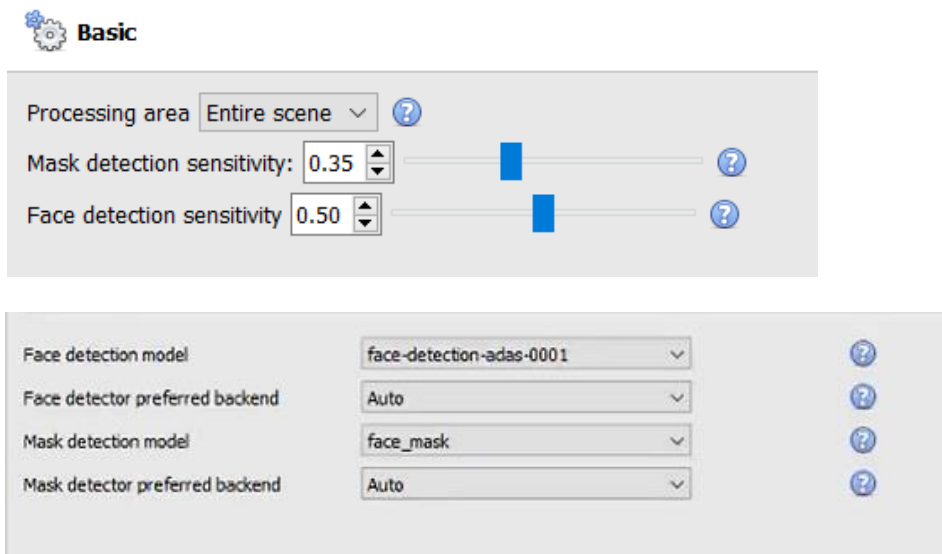 Basic
Processing area Entire scene
Mask detection sensitivity: 0.35
Face detection sensitivity 0.50
Face detection model face-detection-adas-0001
Face detector preferred backend Auto
Mask detection model face_mask
Mask detector preferred backend Auto